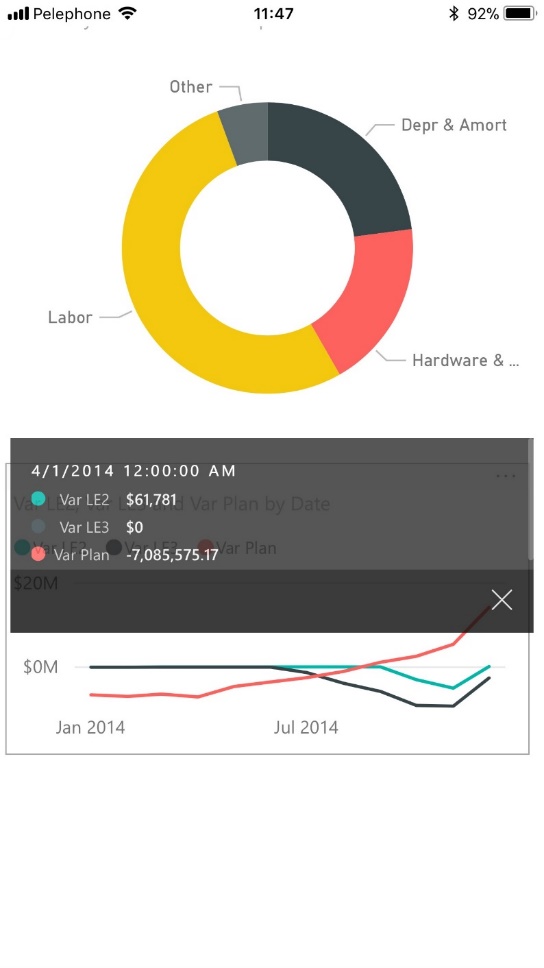 Pelephone 11:47 92%
Other
Depr & Amort
Labor
Hardware & ...
4/1/2014 12:00:00 AM
...
Var LE2, Var LE3 and Var Plan by Date
Var LE2 $61,781
Var LE3 $0
Var LE2 Var LE3 Var Plan
Var Plan -7,085,575.17
$20M
$0M
Jan 2014 Jul 2014